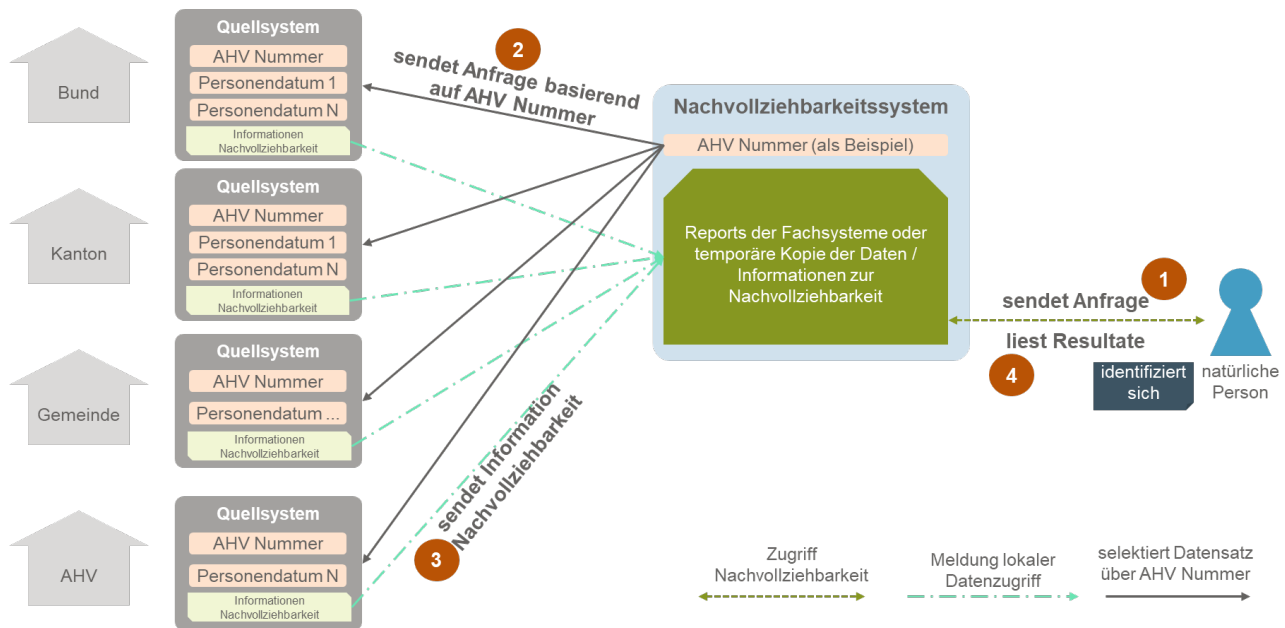 Bund
Quellsystem
AHV Nummer
Personendatum 1
Personendatum N
Informationen
Nachvollziehbarkeit
Kanton
Quellsystem
AHV Nummer
Personendatum 1
Personendatum N
Informationen
Nachvollziehbarkeit
Gemeinde
Quellsystem
AHV Nummer
Personendatum ...
Informationen
Nachvollziehbarkeit
AHV
Quellsystem
AHV Nummer
Personendatum N
Informationen
Nachvollziehbarkeit
2
sendet Anfrage basierend
auf AHV Nummer
3
sendet Information
Nachvollziehbarkeit
Nachvollziehbarkeitssystem
AHV Nummer (als Beispiel)
Reports der Fachsysteme oder
temporäre Kopie der Daten /
Informationen zur
Nachvollziehbarkeit
1
sendet Anfrage
liest Resultate
4
identifiziert
sich
natürliche
Person
Zugriff
Nachvollziehbarkeit
Meldung lokaler
Datenzugriff
selektiert Datensatz
über AHV Nummer